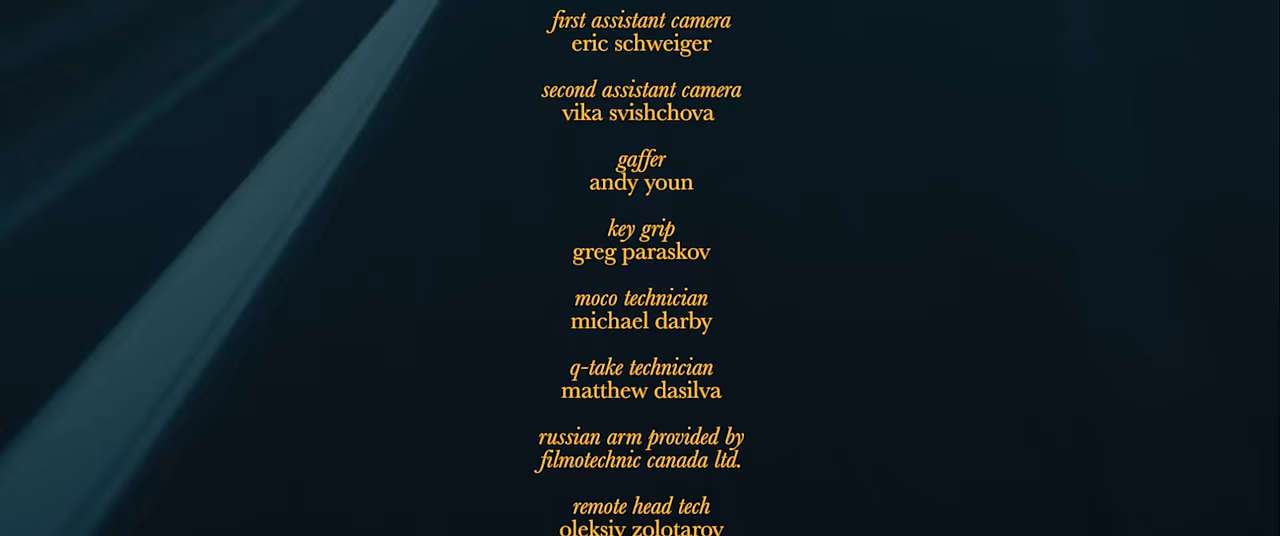 first assistant camera
eric schweiger
second assistant camera
vika svishchova
gaffer
andy youn
key grip
greg paraskov
moco technician
michael darby
q-take technician
matthew dasilva
russian arm provided by
filmotechnic canada ltd.
remote head tech
oleksiy zolotarov